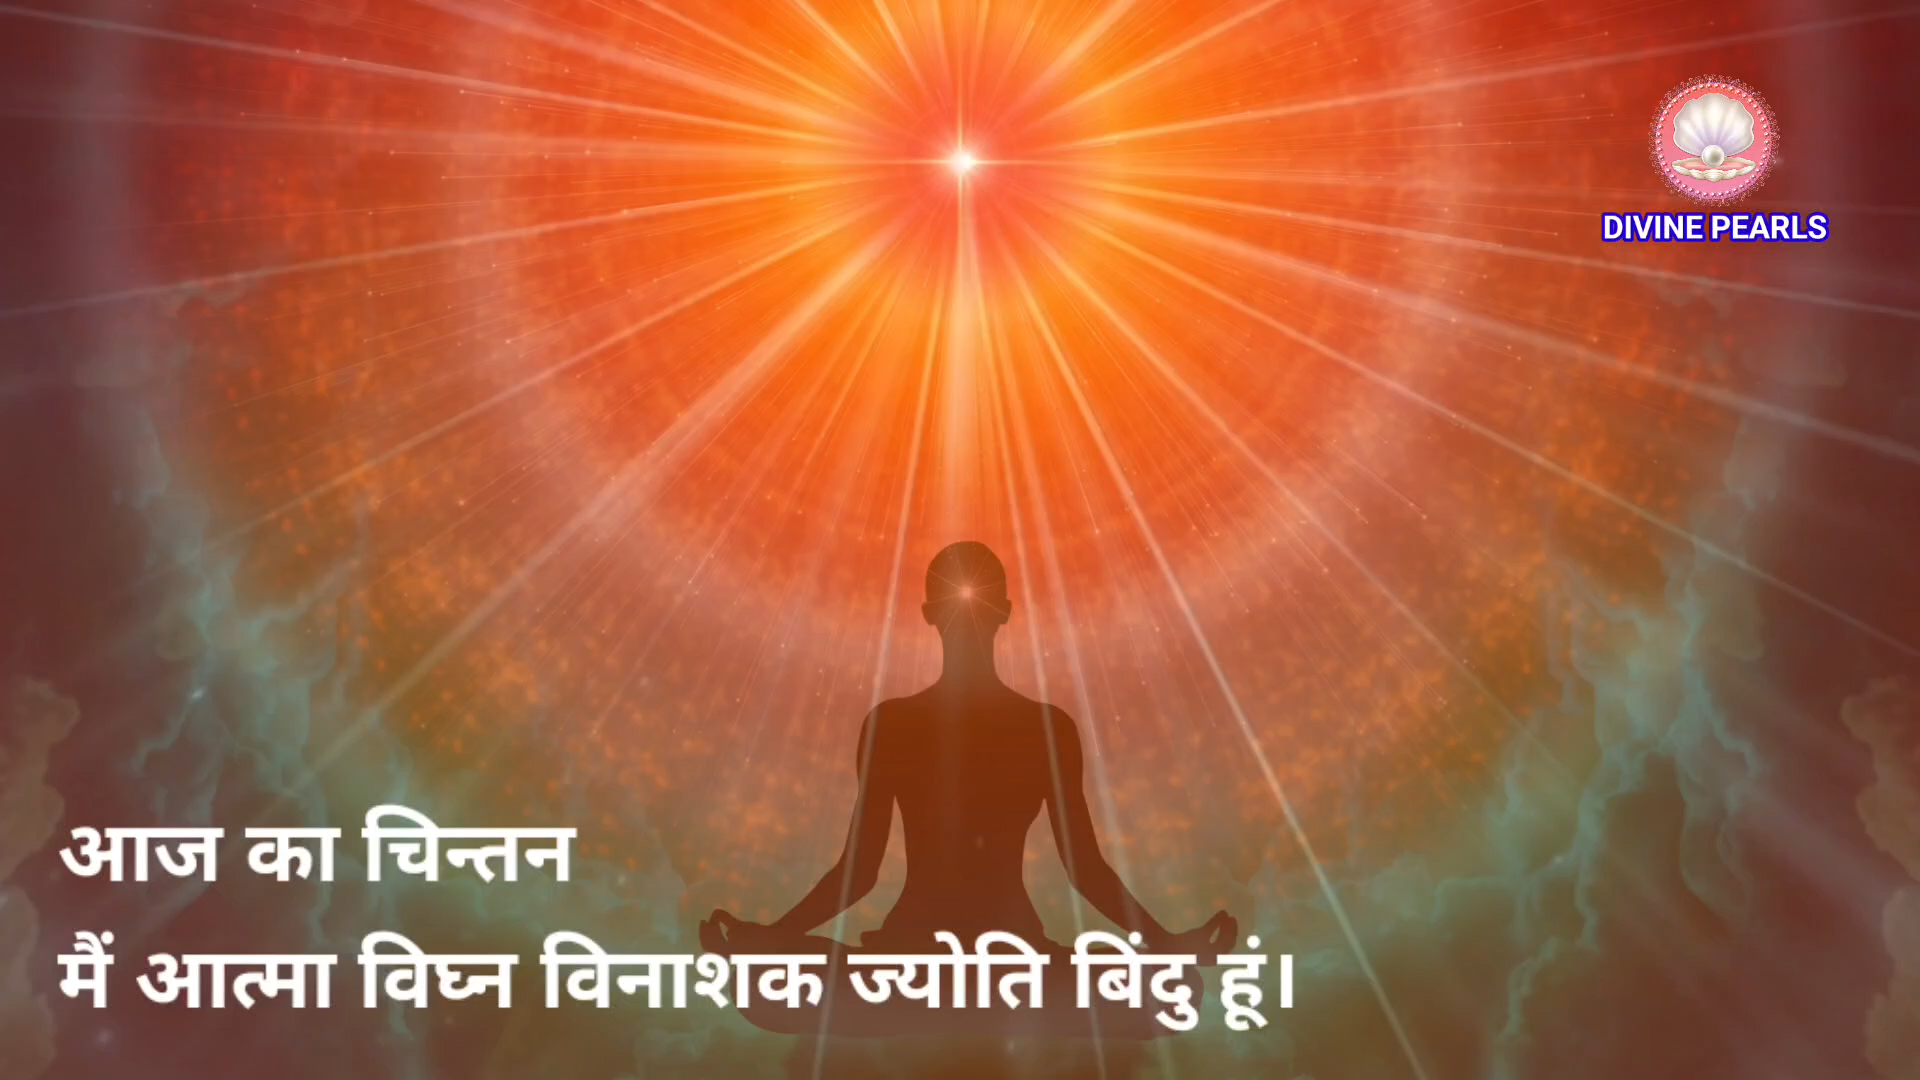 DIVINE PEARLS
आज का चिन्तन
मैं आत्मा विघ्न विनाशक ज्योति बिंदु हूं।